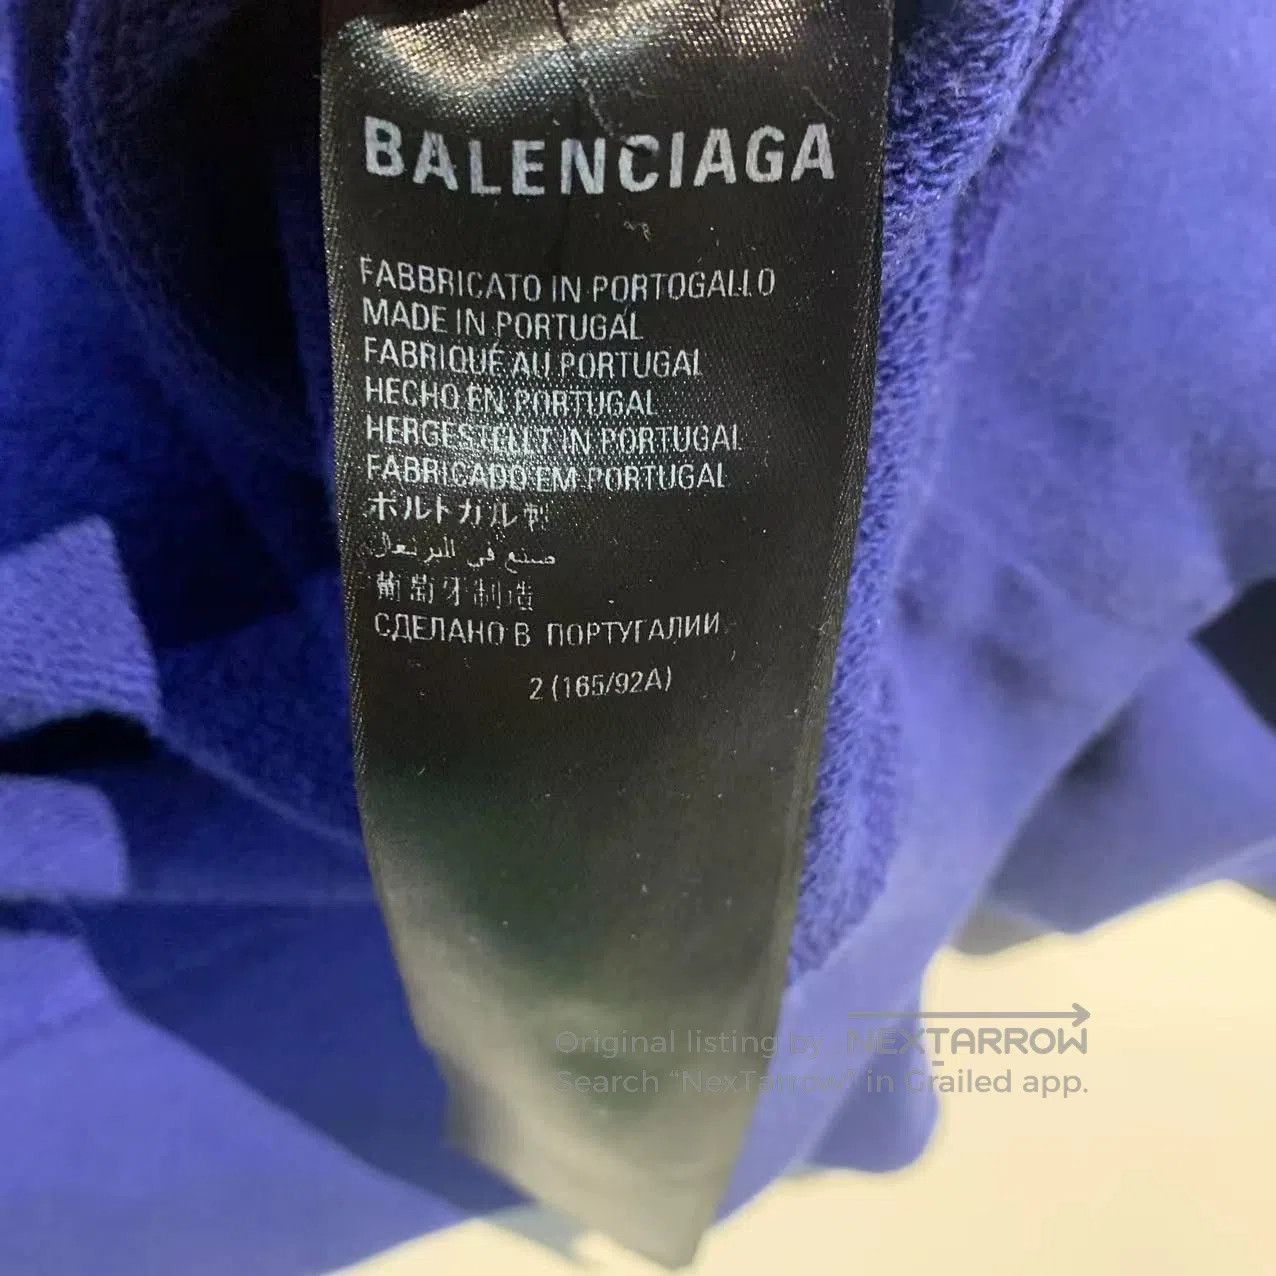 BALENCIAGA
FABBRICATO IN PORTOGALLO
MADE IN PORTUGAL
FABRIQUÉ AU PORTUGAL
HECHO EN PORTUGAL
HERGESTELLT IN PORTUGAL
FABRICADO EM PORTUGAL
ポルトガル製
صنع في البرتغال
葡萄牙制造
СДЕЛАНО В ПОРТУГАЛИИ
2 (165/92A)
Original listing by NEXTARROW
Search “NexTarrow” in Grailed app.